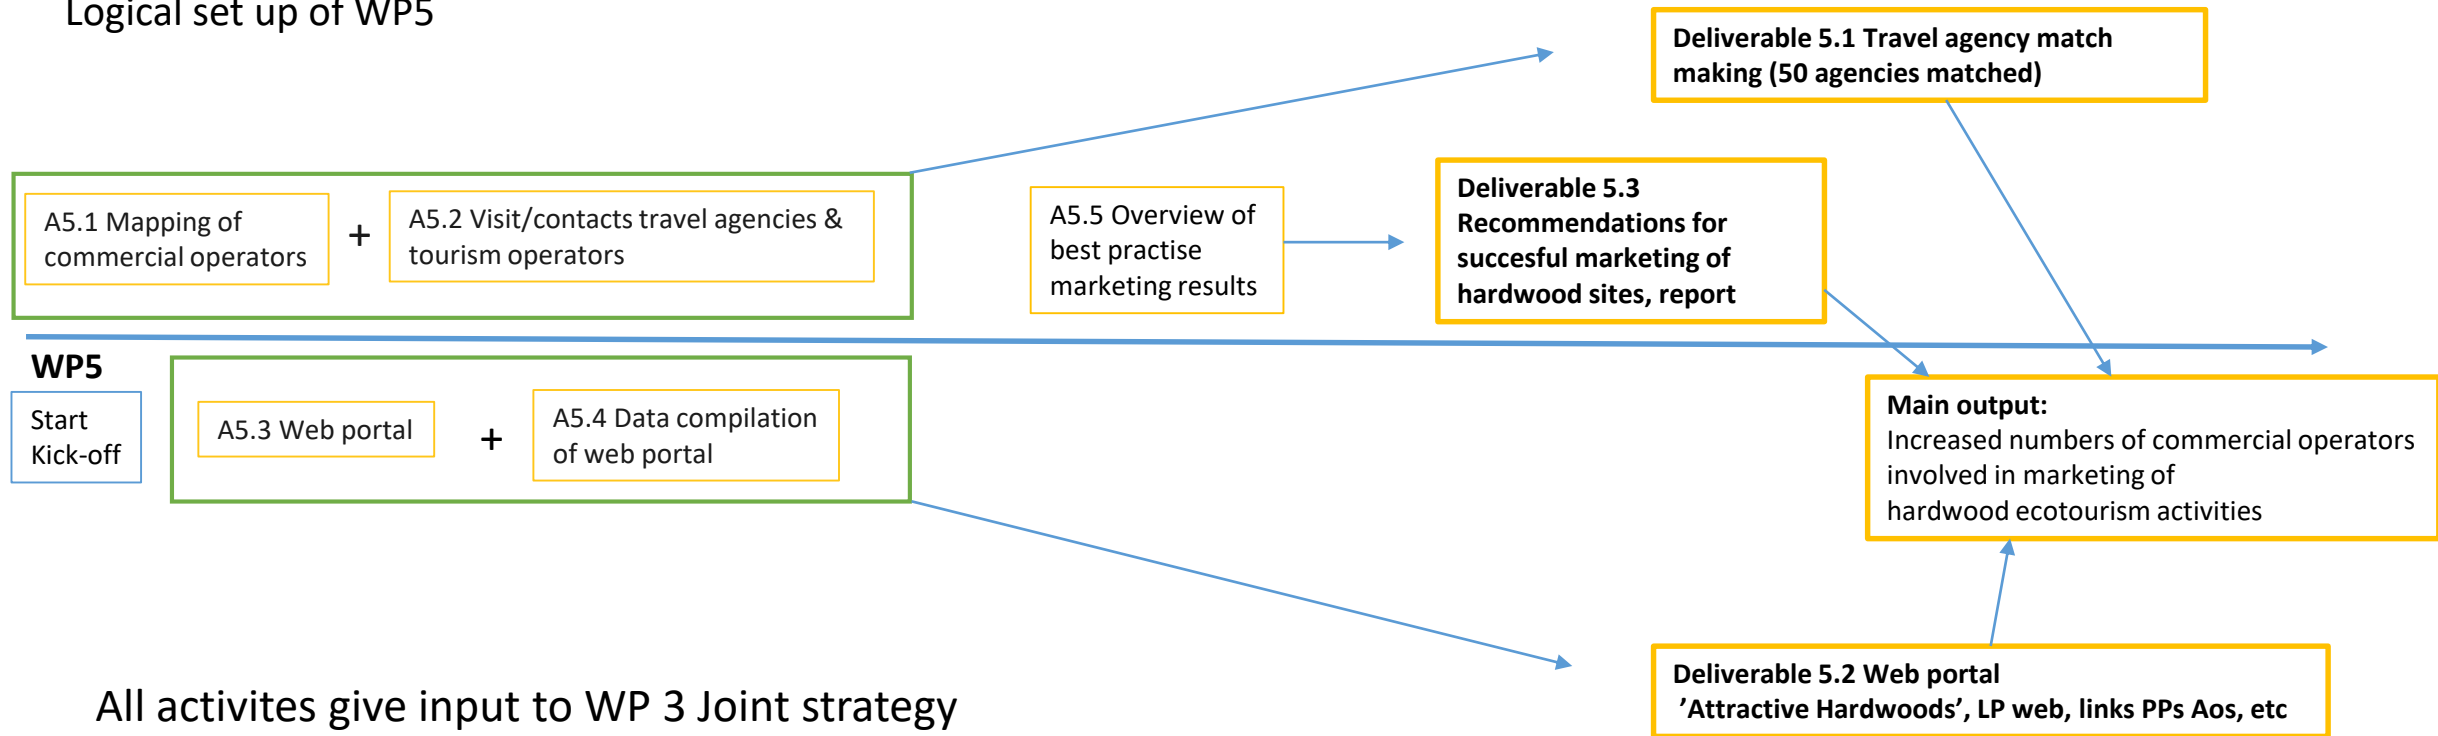 Logical set up of WP5
Deliverable 5.1 Travel agency match
making (50 agencies matched)
A5.1 Mapping of
commercial operators
+
A5.2 Visit/contacts travel agencies &
tourism operators
A5.5 Overview of
best practise
marketing results
Deliverable 5.3
Recommendations for
succesful marketing of
hardwood sites, report
WP5
Start
Kick-off
A5.3 Web portal
+
A5.4 Data compilation
of web portal
Main output:
Increased numbers of commercial operators
involved in marketing of
hardwood ecotourism activities
Deliverable 5.2 Web portal
’Attractive Hardwoods’, LP web, links PPs Aos, etc
All activites give input to WP 3 Joint strategy